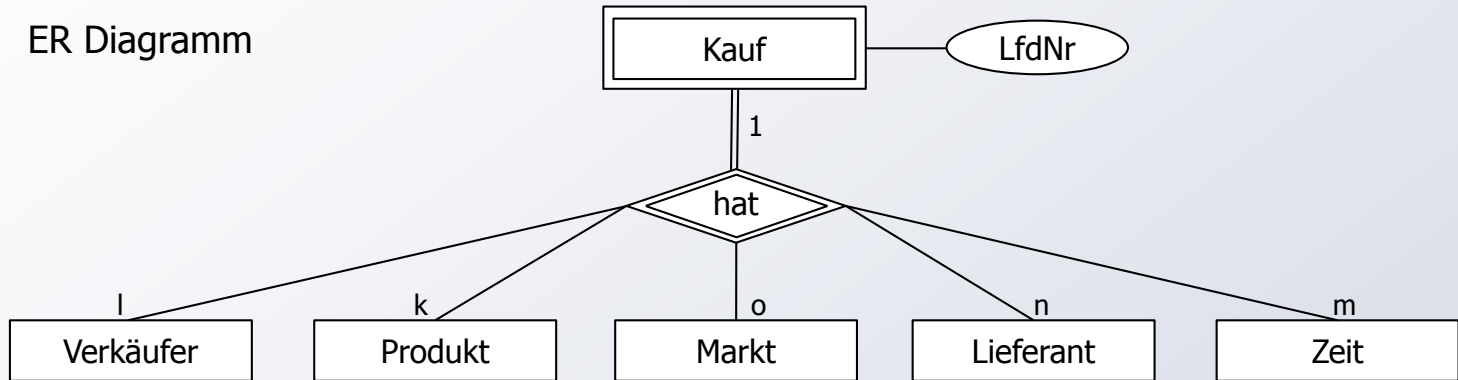 ER Diagramm
Kauf
LfdNr
1
hat
l
k
o
n
m
Verkäufer
Produkt
Markt
Lieferant
Zeit